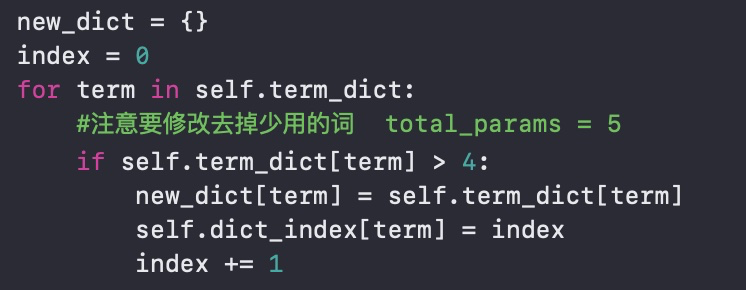 new_dict = {}
index = 0
for term in self.term_dict:
    #注意要修改去掉少用的词  total_params = 5
    if self.term_dict[term] > 4:
        new_dict[term] = self.term_dict[term]
        self.dict_index[term] = index
        index += 1